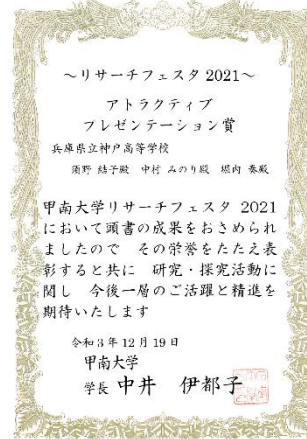 ～リサーチフェスタ 2021～
アトラクティブ
プレゼンテーション賞
兵庫県立神戸高等学校
須野 結子殿 中村 みのり殿 堀内 奏殿
甲南大学リサーチフェスタ 2021
において頭書の成果をおさめられ
ましたので その栄誉をたたえ表
彰すると共に 研究・探究活動に
関し 今後一層のご活躍と精進を
期待いたします
令和3年12月19日
甲南大学
学長 中井 伊都子